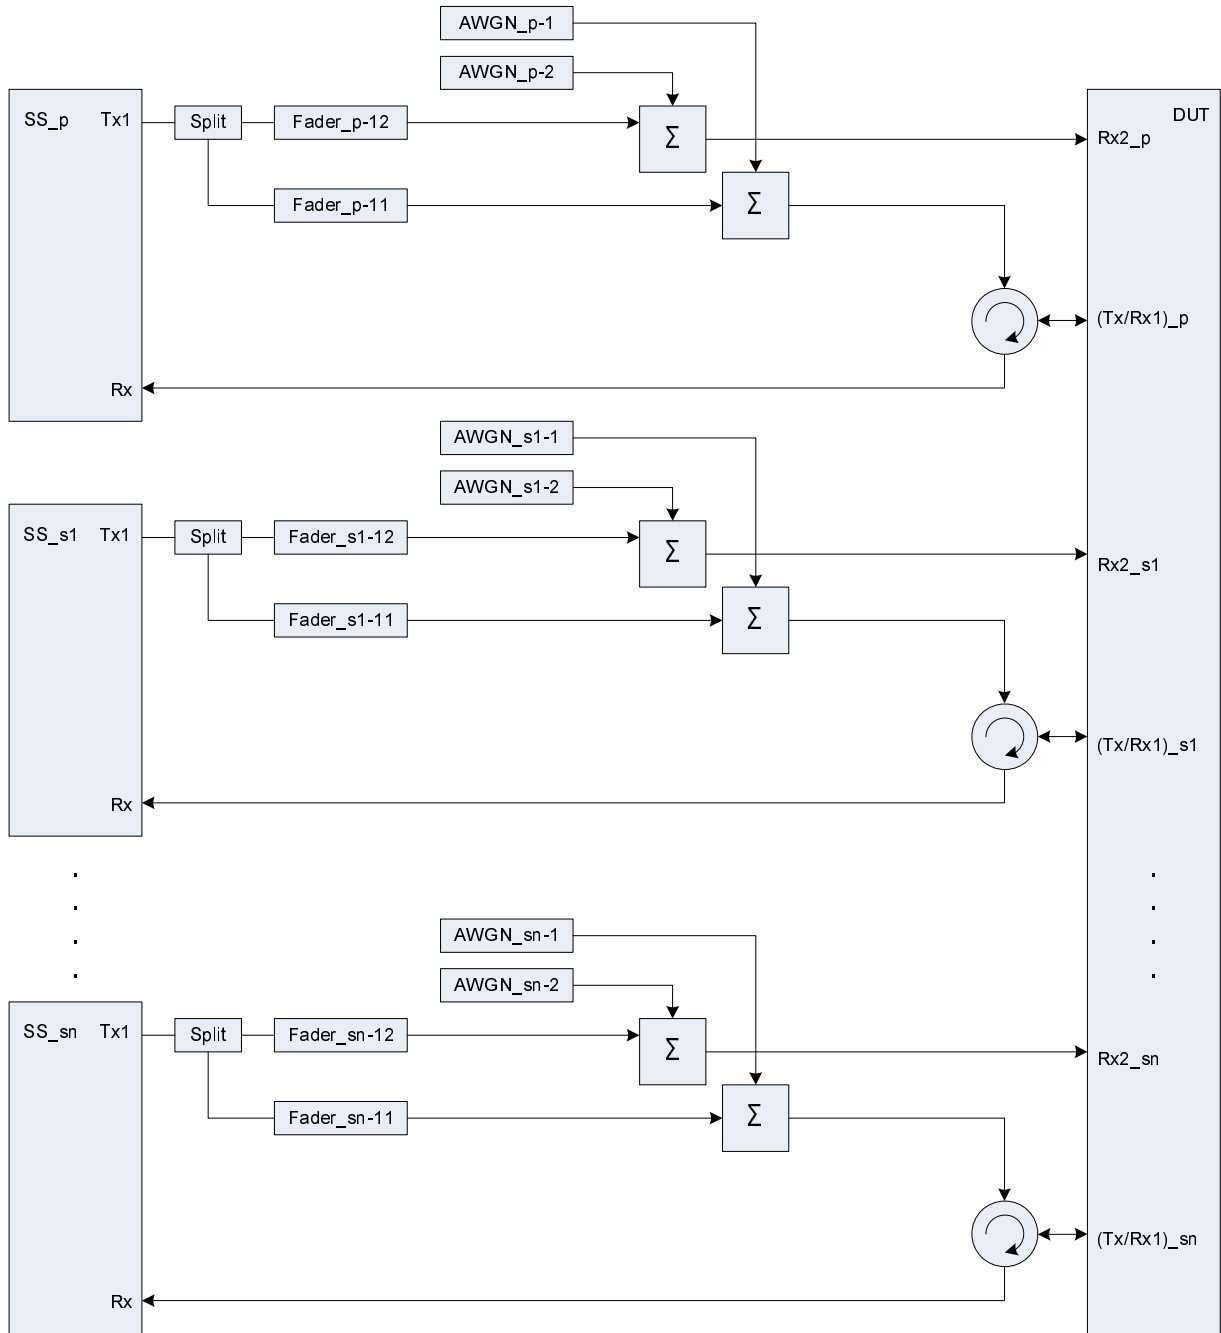 AWGN_p-1
AWGN_p-2
SS_p Tx1 Split Fader_p-12 Σ Rx2_p DUT
Fader_p-11 Σ
(Tx/Rx1)_p
Rx
AWGN_s1-1
AWGN_s1-2
SS_s1 Tx1 Split Fader_s1-12 Σ Rx2_s1
Fader_s1-11 Σ
(Tx/Rx1)_s1
Rx
AWGN_sn-1
AWGN_sn-2
SS_sn Tx1 Split Fader_sn-12 Σ Rx2_sn
Fader_sn-11 Σ
(Tx/Rx1)_sn
Rx